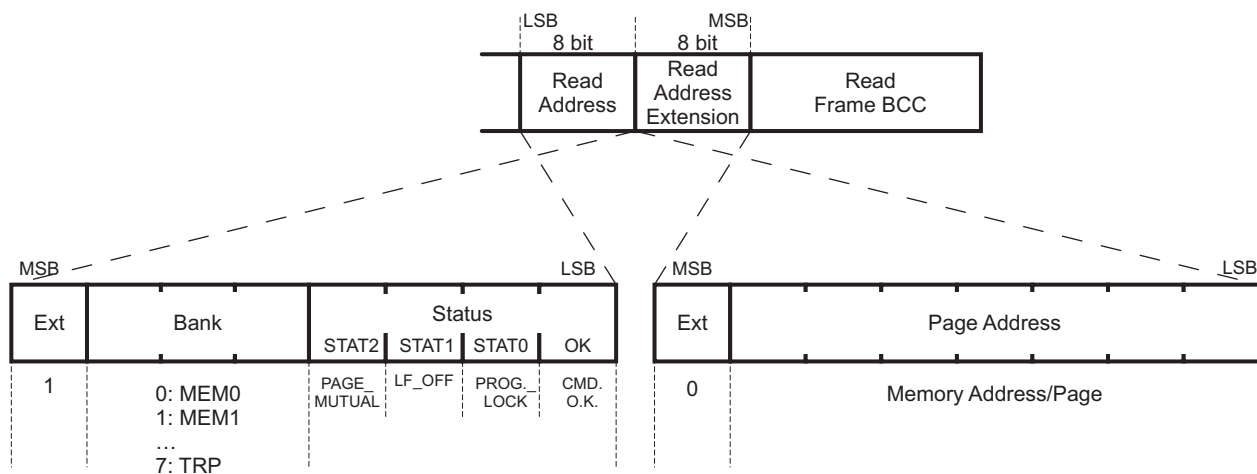 LSB MSB
8 bit 8 bit
Read Address
Read Address Extension
Read Frame BCC
MSB LSB
Ext Bank Status
STAT2 STAT1 STAT0 OK
1
0: MEM0
1: MEM1
...
7: TRP
PAGE_
MUTUAL
LF_OFF
PROG._
LOCK
CMD.
O.K.
MSB LSB
Ext Page Address
0 Memory Address/Page